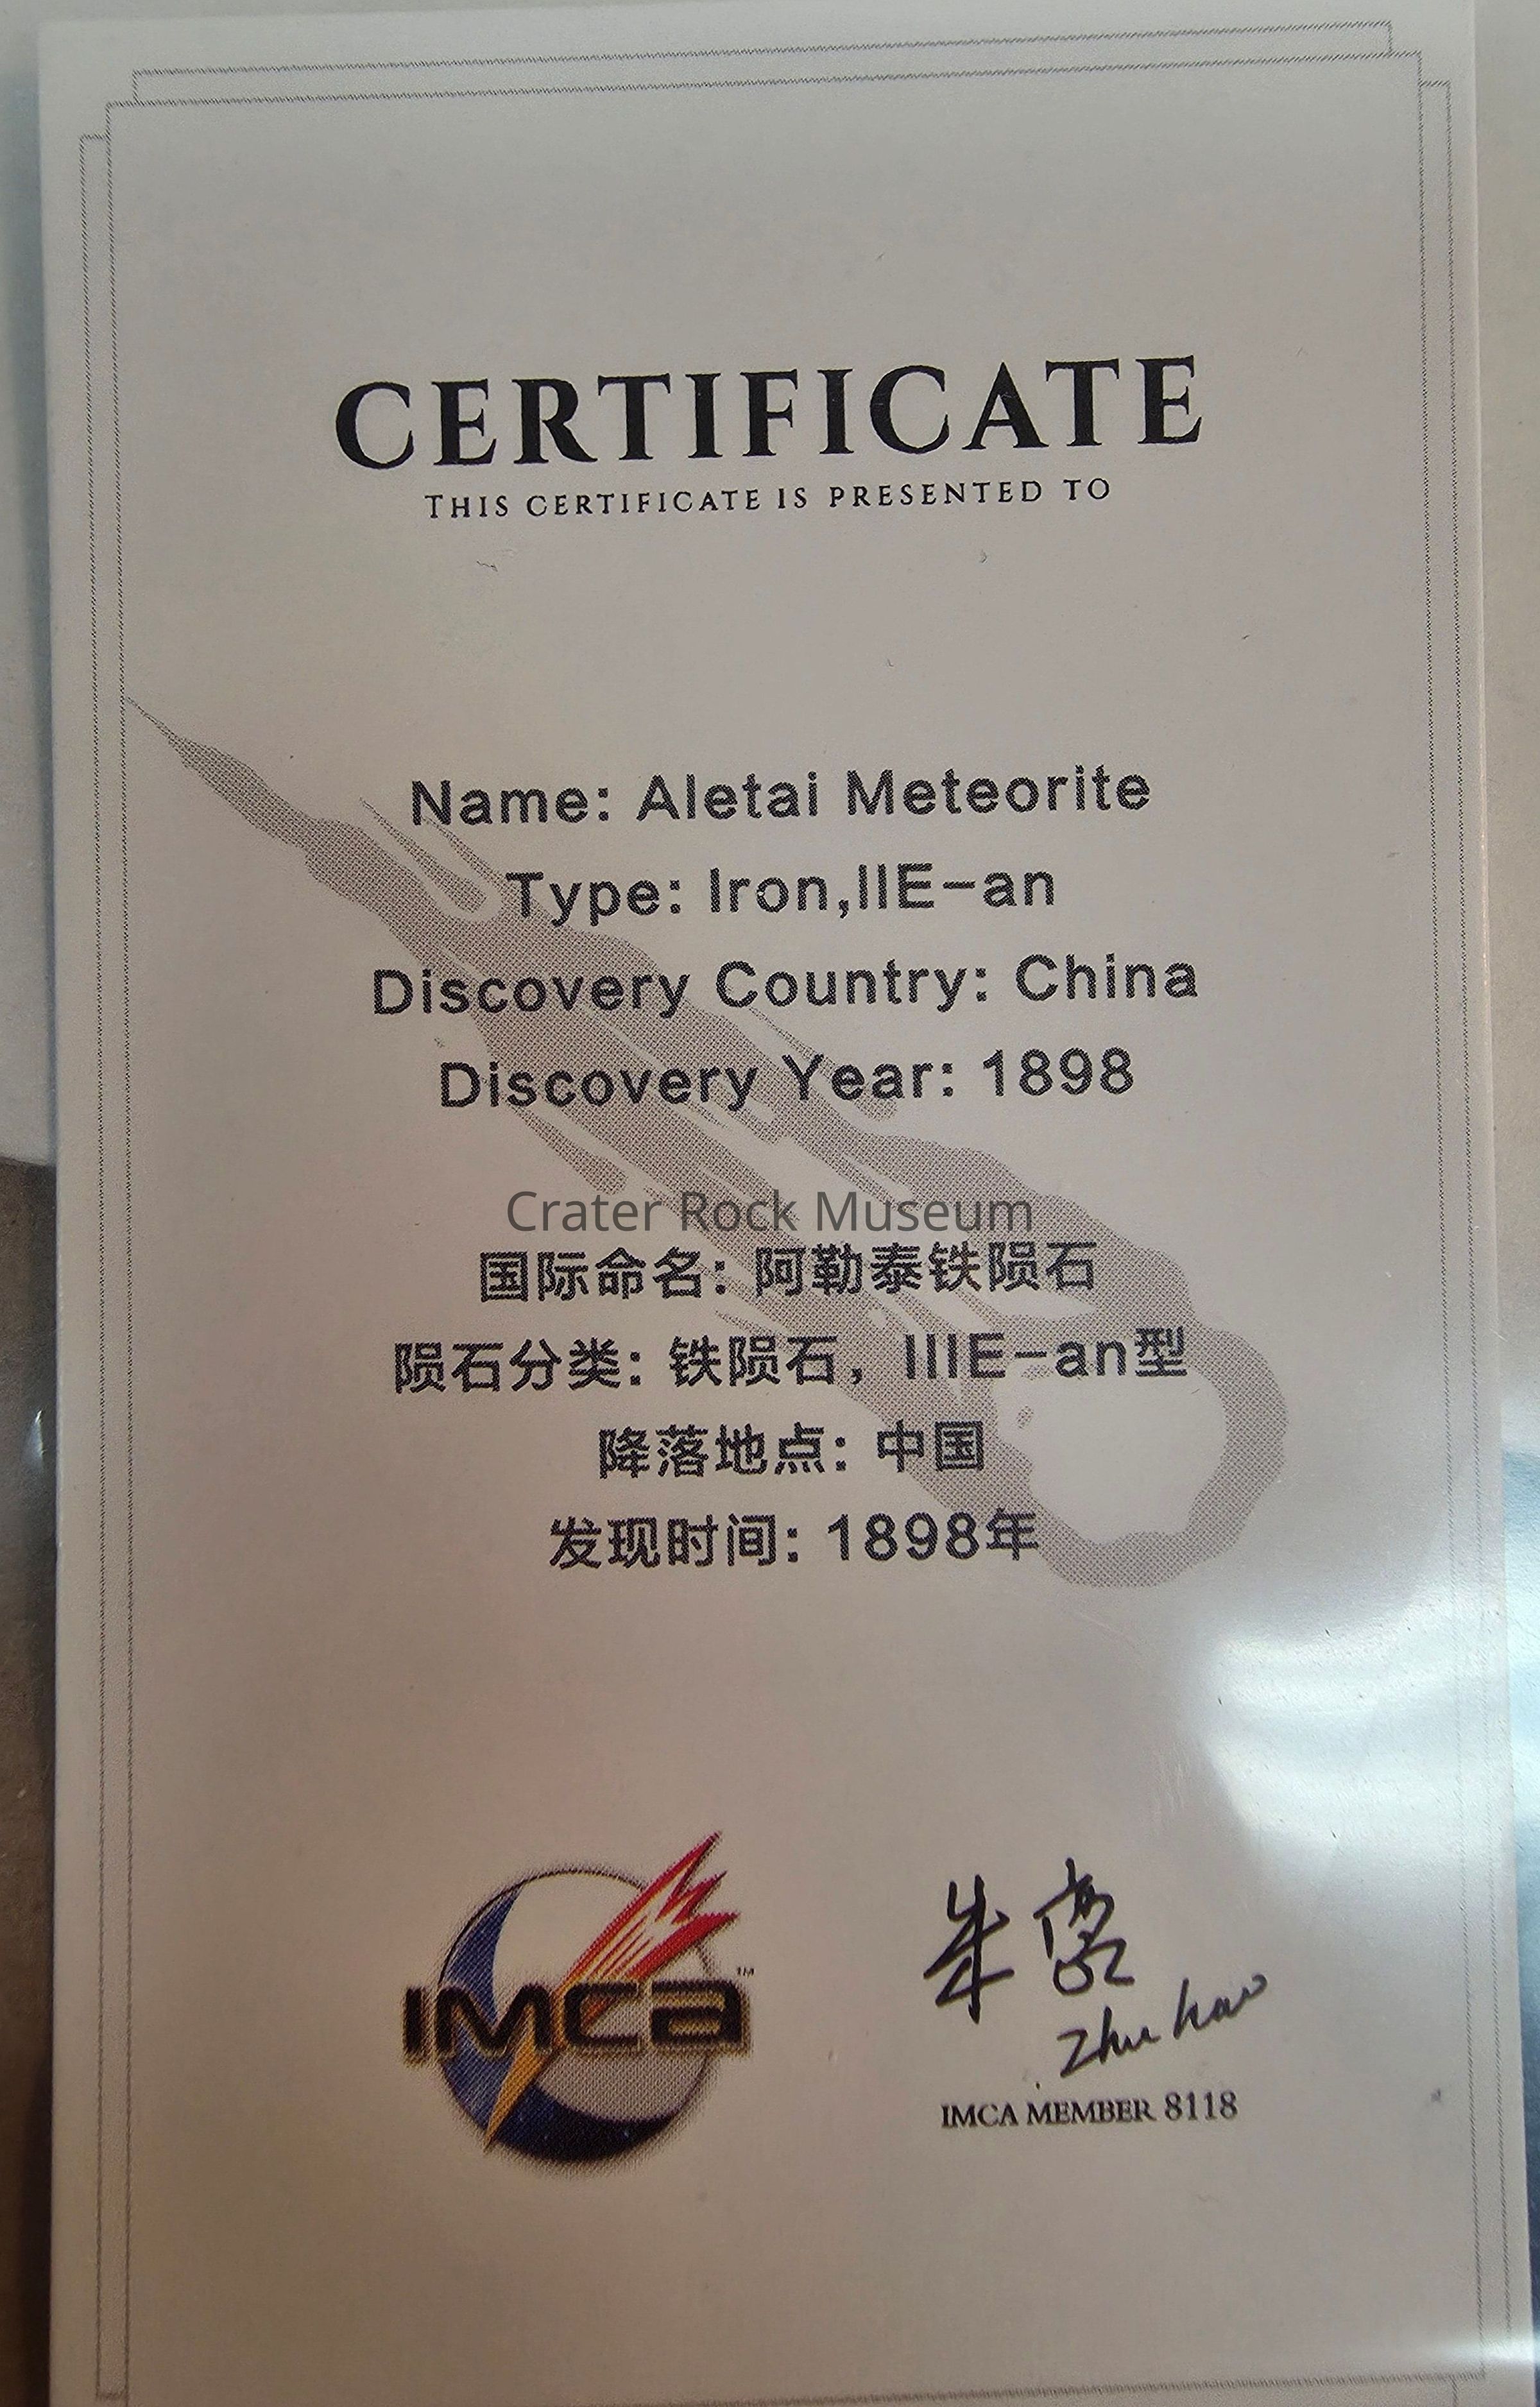 CERTIFICATE
THIS CERTIFICATE IS PRESENTED TO
Name: Aletai Meteorite
Type: Iron,IIE-an
Discovery Country: China
Discovery Year: 1898
Crater Rock Museum
国际命名: 阿勒泰铁陨石
陨石分类: 铁陨石，IIIE-an型
降落地点: 中国
发现时间: 1898年
IMCA™
朱
Zhu hao
IMCA MEMBER 8118